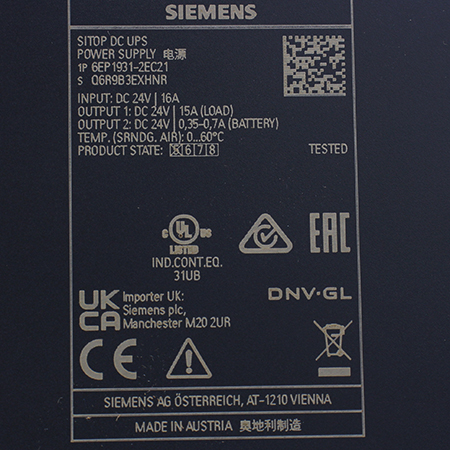 SIEMENS
SITOP DC UPS
POWER SUPPLY 电源
1P 6EP1931-2EC21
S Q6R9B3EXHNR
INPUT: DC 24V | 16A
OUTPUT 1: DC 24V | 15A (LOAD)
OUTPUT 2: DC 24V | 0,35-0,7A (BATTERY)
TEMP. (SRNDG. AIR): 0...60°C
PRODUCT STATE: X 6 7 8 TESTED
C UL US
LISTED
IND.CONT.EQ.
31UB
EAC
UK CA
Importer UK:
Siemens plc,
Manchester M20 2UR
DNV·GL
CE
SIEMENS AG ÖSTERREICH, AT-1210 VIENNA
MADE IN AUSTRIA 奥地利制造